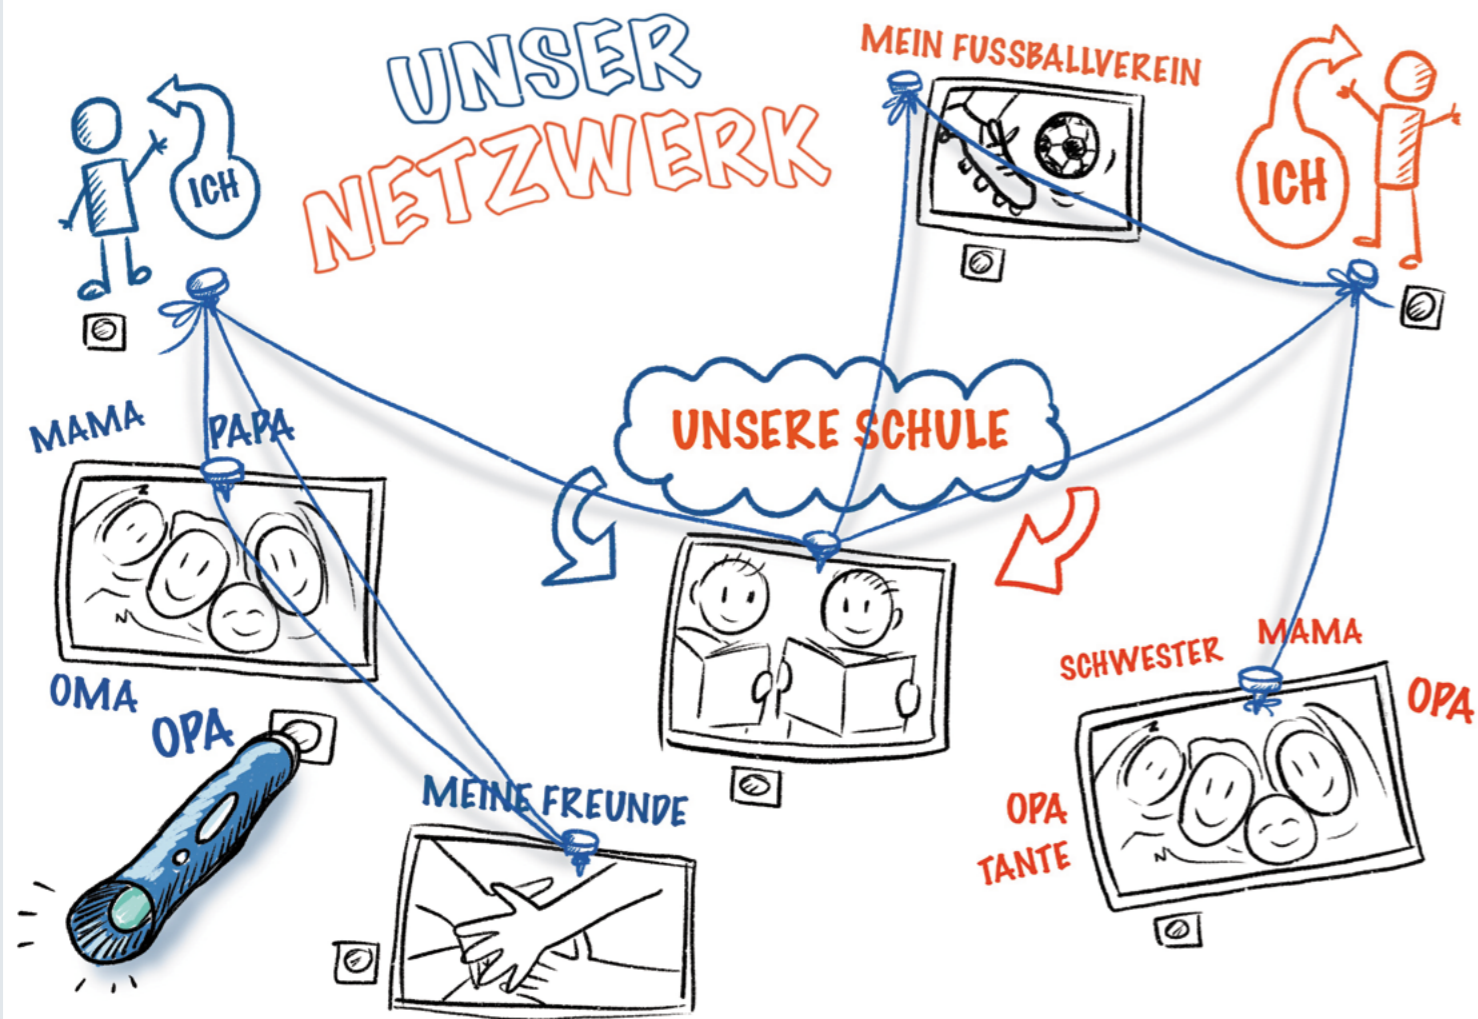 UNSER
NETZWERK
MEIN FUSSBALLVEREIN
ICH
ICH
UNSERE SCHULE
MAMA
PAPA
OMA
OPA
MEINE FREUNDE
SCHWESTER
MAMA
OPA
OPA
TANTE